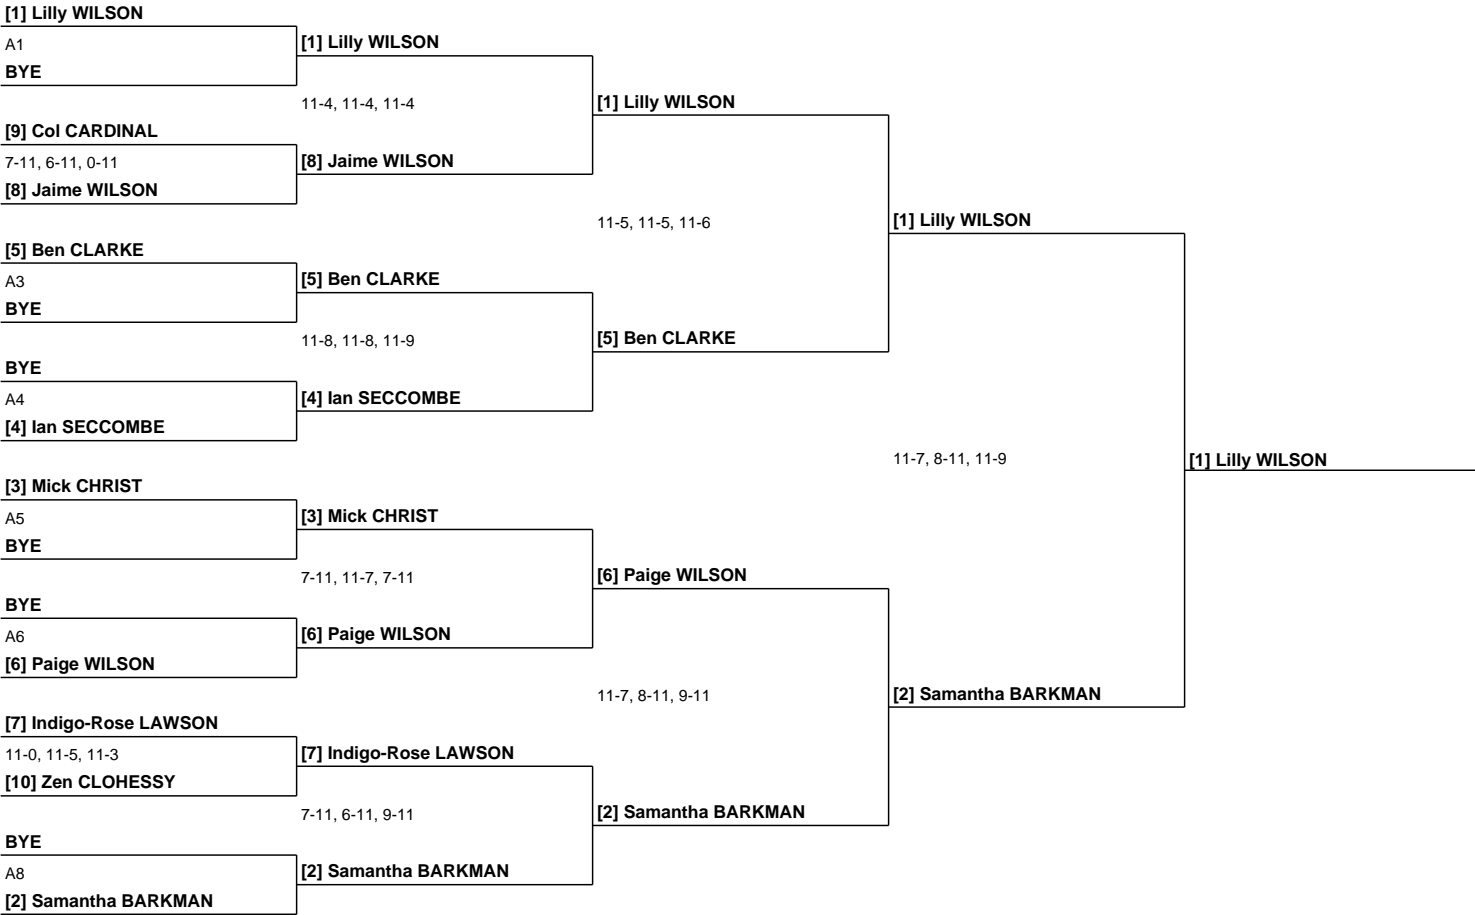 [1] Lilly WILSON
A1
BYE
[9] Col CARDINAL
7-11, 6-11, 0-11
[8] Jaime WILSON
[5] Ben CLARKE
A3
BYE
BYE
A4
[4] Ian SECCOMBE
[3] Mick CHRIST
A5
BYE
BYE
A6
[6] Paige WILSON
[7] Indigo-Rose LAWSON
11-0, 11-5, 11-3
[10] Zen CLOHESSY
BYE
A8
[2] Samantha BARKMAN
[1] Lilly WILSON
11-4, 11-4, 11-4
[8] Jaime WILSON
[5] Ben CLARKE
11-8, 11-8, 11-9
[4] Ian SECCOMBE
[3] Mick CHRIST
7-11, 11-7, 7-11
[6] Paige WILSON
[7] Indigo-Rose LAWSON
7-11, 6-11, 9-11
[2] Samantha BARKMAN
[1] Lilly WILSON
11-5, 11-5, 11-6
[5] Ben CLARKE
[6] Paige WILSON
11-7, 8-11, 9-11
[2] Samantha BARKMAN
[1] Lilly WILSON
11-7, 8-11, 11-9
[2] Samantha BARKMAN
[1] Lilly WILSON